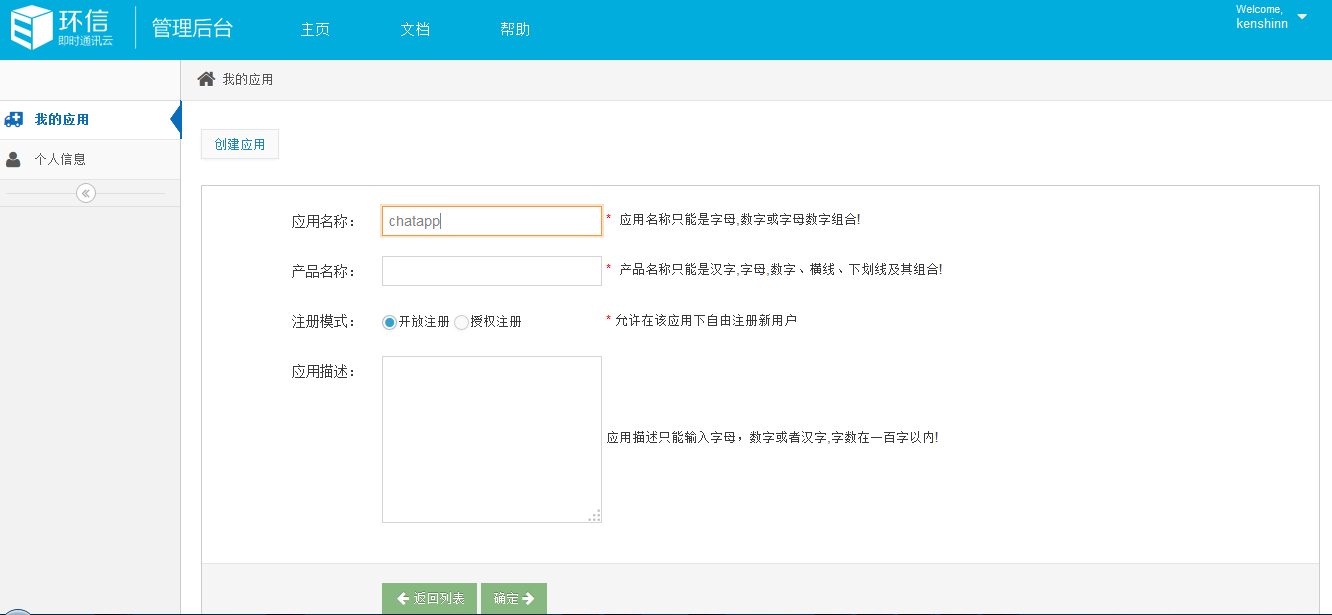 环信
即时通讯云
管理后台
主页
文档
帮助
Welcome,
kenshinn
我的应用
我的应用
个人信息
创建应用
应用名称： chatapp * 应用名称只能是字母,数字或字母数字组合!
产品名称： * 产品名称只能是汉字,字母,数字、横线、下划线及其组合!
注册模式： 开放注册 授权注册 * 允许在该应用下自由注册新用户
应用描述：
应用描述只能输入字母，数字或者汉字,字数在一百字以内!
返回列表 确定